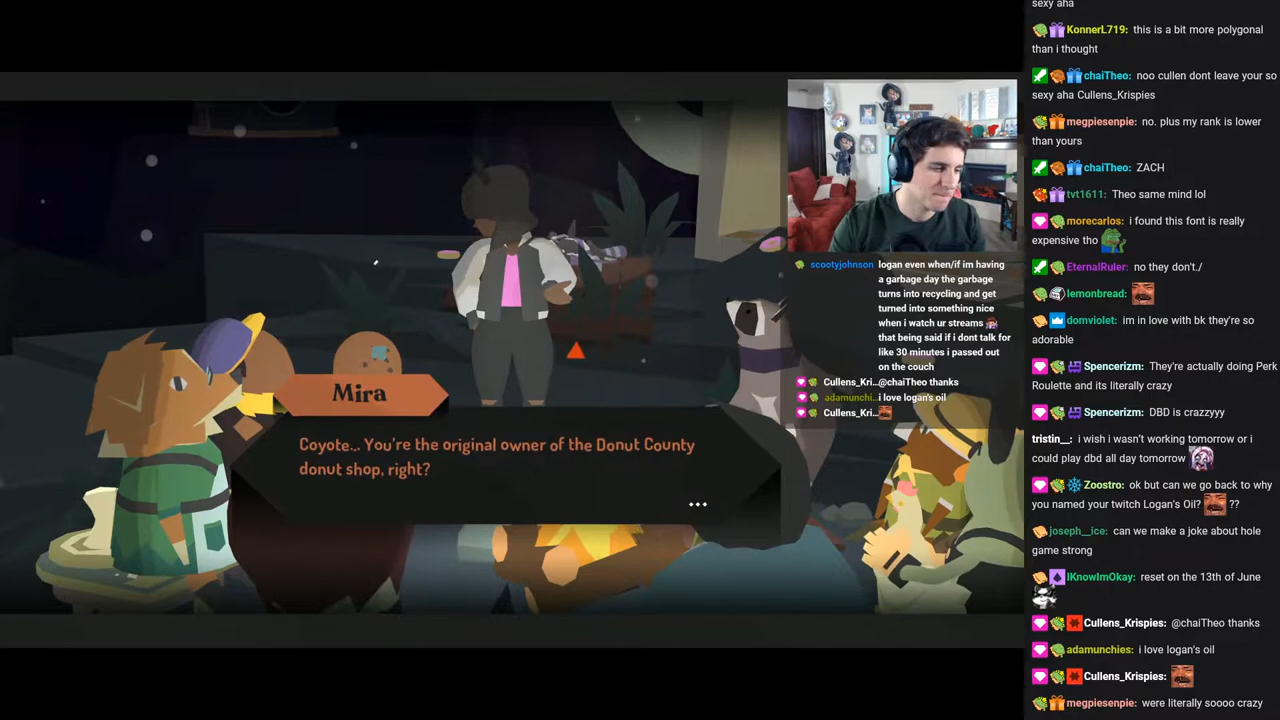 Mira
Coyote... You're the original owner of the Donut County
donut shop, right?
...
scootyjohnson logan even when/if im having
a garbage day the garbage
turns into recycling and get
turned into something nice
when i watch ur streams
that being said if i dont talk for
like 30 minutes i passed out
on the couch
Cullens_Kri... @chaiTheo thanks
adamunchi... i love logan's oil
Cullens_Kri...
sexy aha
KonnerL719: this is a bit more polygonal
than i thought
chaiTheo: noo cullen dont leave your so
sexy aha Cullens_Krispies
megpiesenpie: no. plus my rank is lower
than yours
chaiTheo: ZACH
tvt1611: Theo same mind lol
morecarlos: i found this font is really
expensive tho
EternalRuler: no they don't./
lemonbread:
domviolet: im in love with bk they're so
adorable
Spencerizm: They're actually doing Perk
Roulette and its literally crazy
Spencerizm: DBD is crazzyyy
tristin__: i wish i wasn't working tomorrow or i
could play dbd all day tomorrow
Zoostro: ok but can we go back to why
you named your twitch Logan's Oil? ??
joseph__ice: can we make a joke about hole
game strong
IKnowImOkay: reset on the 13th of June
Cullens_Krispies: @chaiTheo thanks
adamunchies: i love logan's oil
Cullens_Krispies:
megpiesenpie: were literally soooo crazy